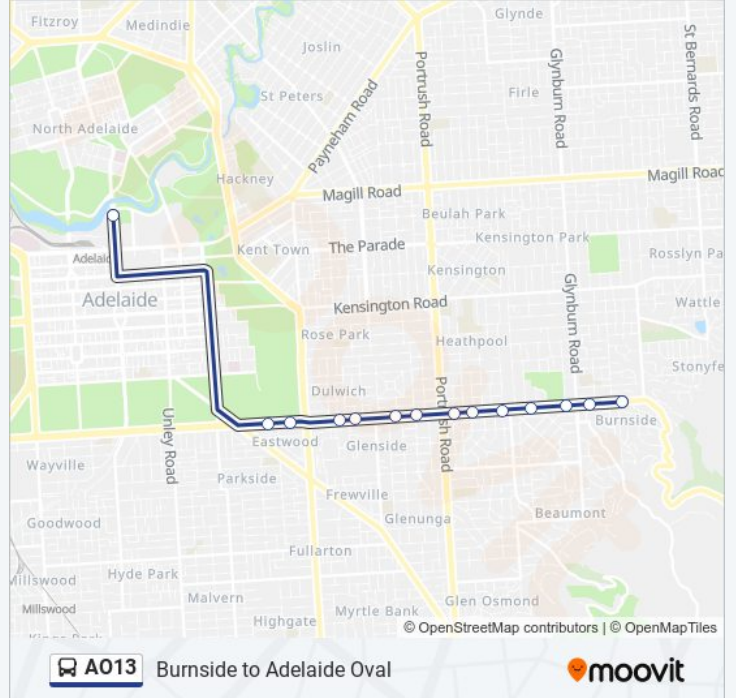 Fitzroy
Medindie
Glynde
Joslin
St Peters
Payneham Road
Portrush Road
Firle
Glynburn Road
St Bernards Road
North Adelaide
Hackney
Magill Road
Magill Road
Beulah Park
Kent Town
The Parade
Kensington Park
Rosslyn Pa
Adelaid
Kensington
Adelaide
Kensington Road
Glynburn Road
Wattle
Rose Park
Heathpool
Stonyfe
Dulwich
Portrush Road
Burnside
Unley Road
Eastwood
Glenside
Wayville
Parkside
Frewville
Goodwood
Glenunga
Beaumont
Fullarton
Millswood
Hyde Park
Malvern
Glen Osmond
Millswood
Highgate
Myrtle Bank
© OpenStreetMap contributors | © OpenMapTiles
AO13
Burnside to Adelaide Oval
moovit